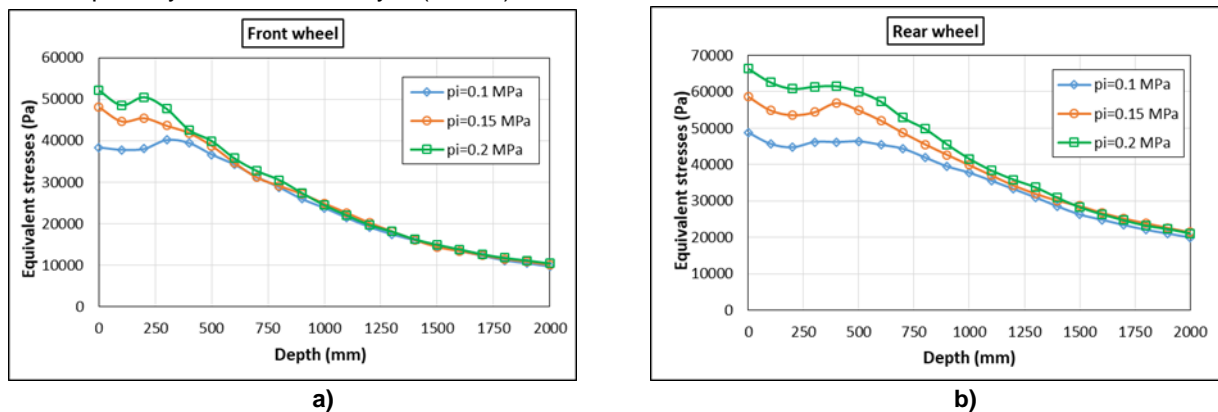 Front wheel
60000
50000
40000
30000
20000
10000
0
Equivalent stresses (Pa)
pi=0.1 MPa
pi=0.15 MPa
pi=0.2 MPa
0 250 500 750 1000 1250 1500 1750 2000
Depth (mm)
a)
Rear wheel
70000
60000
50000
40000
30000
20000
10000
0
Equivalent stresses (Pa)
pi=0.1 MPa
pi=0.15 MPa
pi=0.2 MPa
0 250 500 750 1000 1250 1500 1750 2000
Depth (mm)
b)